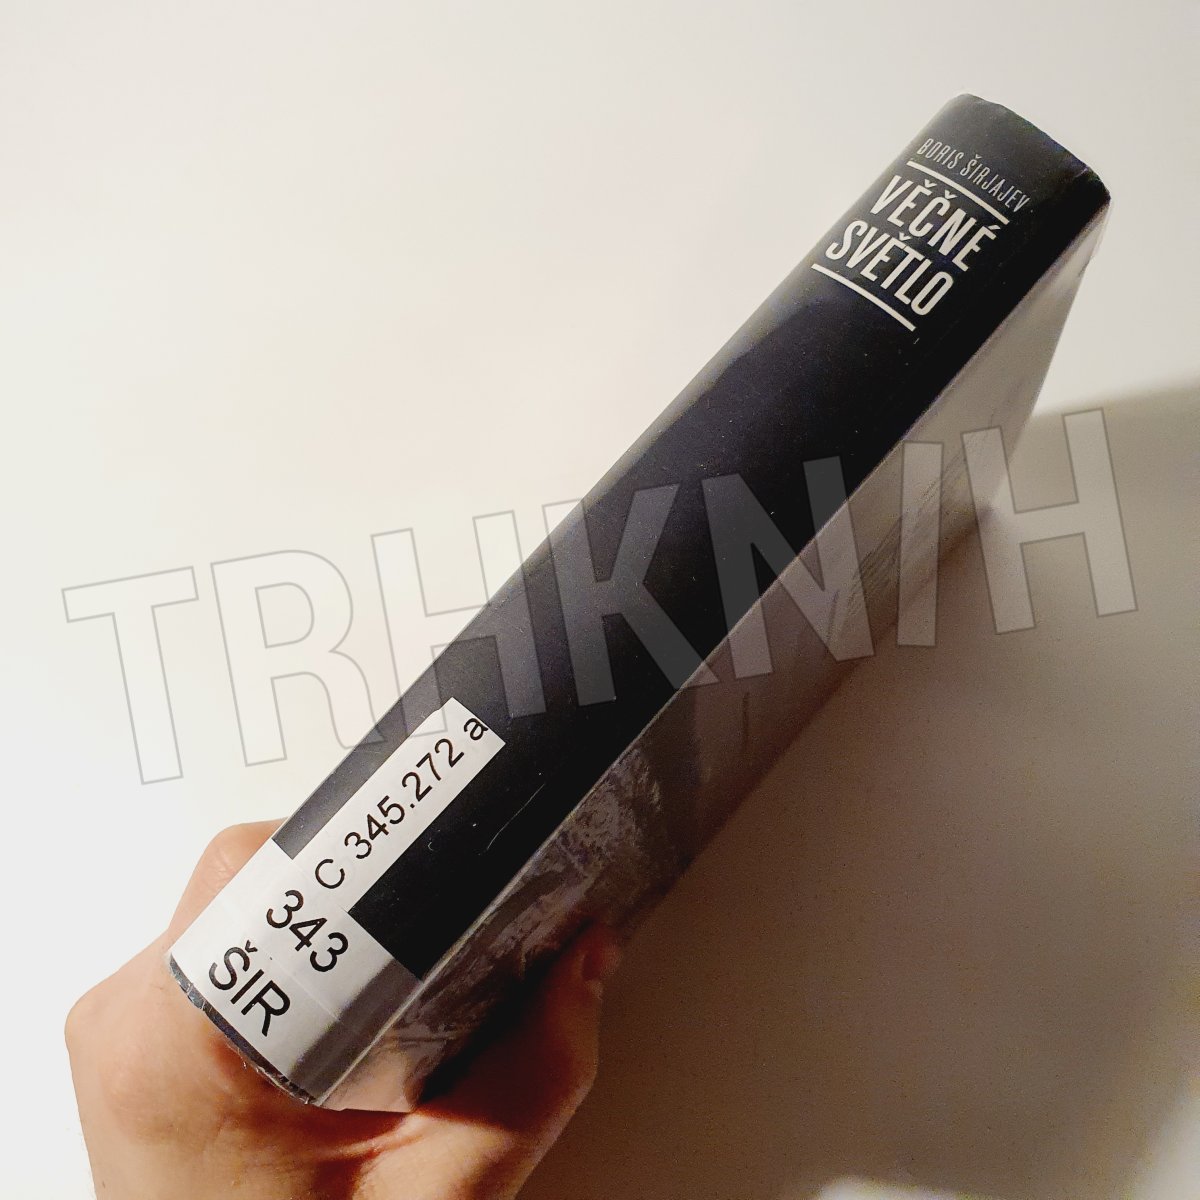 BORIS ŠIRJAJEV
VĚČNÉ
SVĚTLO
TRHKNIH
C 345.272 a
343
ŠIR